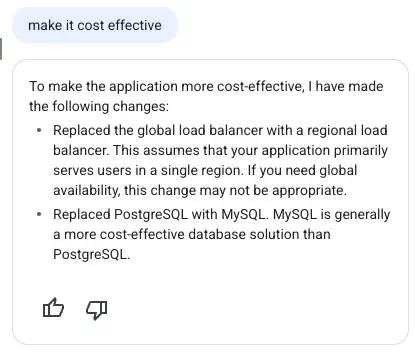 make it cost effective
To make the application more cost-effective, I have made
the following changes:
• Replaced the global load balancer with a regional load
balancer. This assumes that your application primarily
serves users in a single region. If you need global
availability, this change may not be appropriate.
• Replaced PostgreSQL with MySQL. MySQL is generally
a more cost-effective database solution than
PostgreSQL.